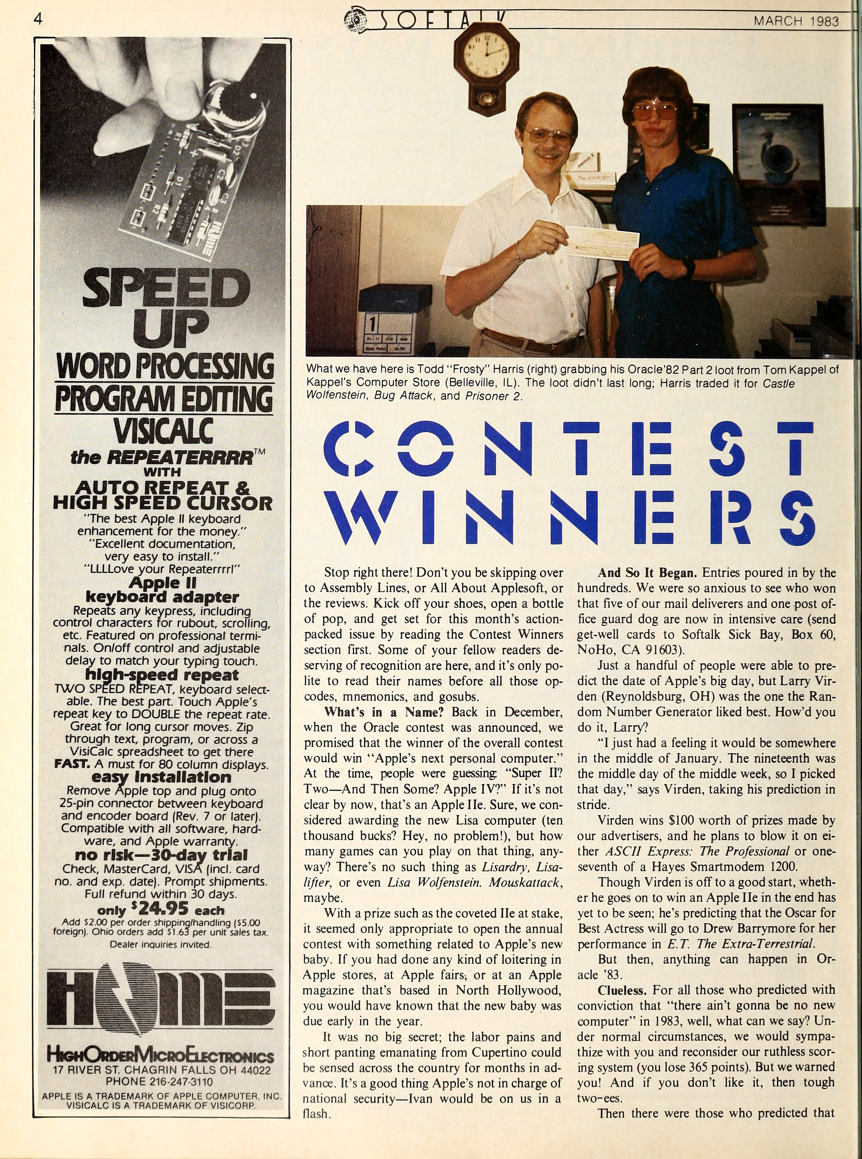 4
SOFTALK
MARCH 1983
SPEED
UP
WORD PROCESSING
PROGRAM EDITING
VISICALC
the REPEATERRRR™
WITH
AUTO REPEAT &
HIGH SPEED CURSOR
"The best Apple II keyboard
enhancement for the money."
"Excellent documentation,
very easy to install."
"LLLLove your Repeaterrrr!"
Apple II
keyboard adapter
Repeats any keypress, including
control characters for rubout, scrolling,
etc. Featured on professional termi-
nals. On/off control and adjustable
delay to match your typing touch.
high-speed repeat
TWO SPEED REPEAT, keyboard select-
able. The best part. Touch Apple's
repeat key to DOUBLE the repeat rate.
Great for long cursor moves. Zip
through text, program, or across a
VisiCalc spreadsheet to get there
FAST. A must for 80 column displays.
easy installation
Remove Apple top and plug onto
25-pin connector between keyboard
and encoder board (Rev. 7 or later).
Compatible with all software, hard-
ware, and Apple warranty.
no risk—30-day trial
Check, MasterCard, VISA (incl. card
no. and exp. date). Prompt shipments.
Full refund within 30 days.
only $24.95 each
Add $2.00 per order shipping/handling ($5.00
foreign). Ohio orders add $1.63 per unit sales tax.
Dealer inquiries invited.
HOME
HIGH ORDER MICRO ELECTRONICS
17 RIVER ST. CHAGRIN FALLS OH 44022
PHONE 216-247-3110
APPLE IS A TRADEMARK OF APPLE COMPUTER, INC.
VISICALC IS A TRADEMARK OF VISICORP.
1
What we have here is Todd "Frosty" Harris (right) grabbing his Oracle'82 Part 2 loot from Tom Kappel of
Kappel's Computer Store (Belleville, IL). The loot didn't last long; Harris traded it for Castle
Wolfenstein, Bug Attack, and Prisoner 2.
CONTEST
WINNERS
Stop right there! Don't you be skipping over
to Assembly Lines, or All About Applesoft, or
the reviews. Kick off your shoes, open a bottle
of pop, and get set for this month's action-
packed issue by reading the Contest Winners
section first. Some of your fellow readers de-
serving of recognition are here, and it's only po-
lite to read their names before all those op-
codes, mnemonics, and gosubs.
What's in a Name? Back in December,
when the Oracle contest was announced, we
promised that the winner of the overall contest
would win "Apple's next personal computer."
At the time, people were guessing: "Super II?
Two—And Then Some? Apple IV?" If it's not
clear by now, that's an Apple IIe. Sure, we con-
sidered awarding the new Lisa computer (ten
thousand bucks? Hey, no problem!), but how
many games can you play on that thing, any-
way? There's no such thing as Lisardry, Lisa-
lifter, or even Lisa Wolfenstein. Mouskattack,
maybe.
With a prize such as the coveted IIe at stake,
it seemed only appropriate to open the annual
contest with something related to Apple's new
baby. If you had done any kind of loitering in
Apple stores, at Apple fairs, or at an Apple
magazine that's based in North Hollywood,
you would have known that the new baby was
due early in the year.
It was no big secret; the labor pains and
short panting emanating from Cupertino could
be sensed across the country for months in ad-
vance. It's a good thing Apple's not in charge of
national security—Ivan would be on us in a
flash.
And So It Began. Entries poured in by the
hundreds. We were so anxious to see who won
that five of our mail deliverers and one post of-
fice guard dog are now in intensive care (send
get-well cards to Softalk Sick Bay, Box 60,
NoHo, CA 91603).
Just a handful of people were able to pre-
dict the date of Apple's big day, but Larry Vir-
den (Reynoldsburg, OH) was the one the Ran-
dom Number Generator liked best. How'd you
do it, Larry?
"I just had a feeling it would be somewhere
in the middle of January. The nineteenth was
the middle day of the middle week, so I picked
that day," says Virden, taking his prediction in
stride.
Virden wins $100 worth of prizes made by
our advertisers, and he plans to blow it on ei-
ther ASCII Express: The Professional or one-
seventh of a Hayes Smartmodem 1200.
Though Virden is off to a good start, wheth-
er he goes on to win an Apple IIe in the end has
yet to be seen; he's predicting that the Oscar for
Best Actress will go to Drew Barrymore for her
performance in E.T. The Extra-Terrestrial.
But then, anything can happen in Or-
acle '83.
Clueless. For all those who predicted with
conviction that "there ain't gonna be no new
computer" in 1983, well, what can we say? Un-
der normal circumstances, we would sympa-
thize with you and reconsider our ruthless scor-
ing system (you lose 365 points). But we warned
you! And if you don't like it, then tough
two-ees.
Then there were those who predicted that